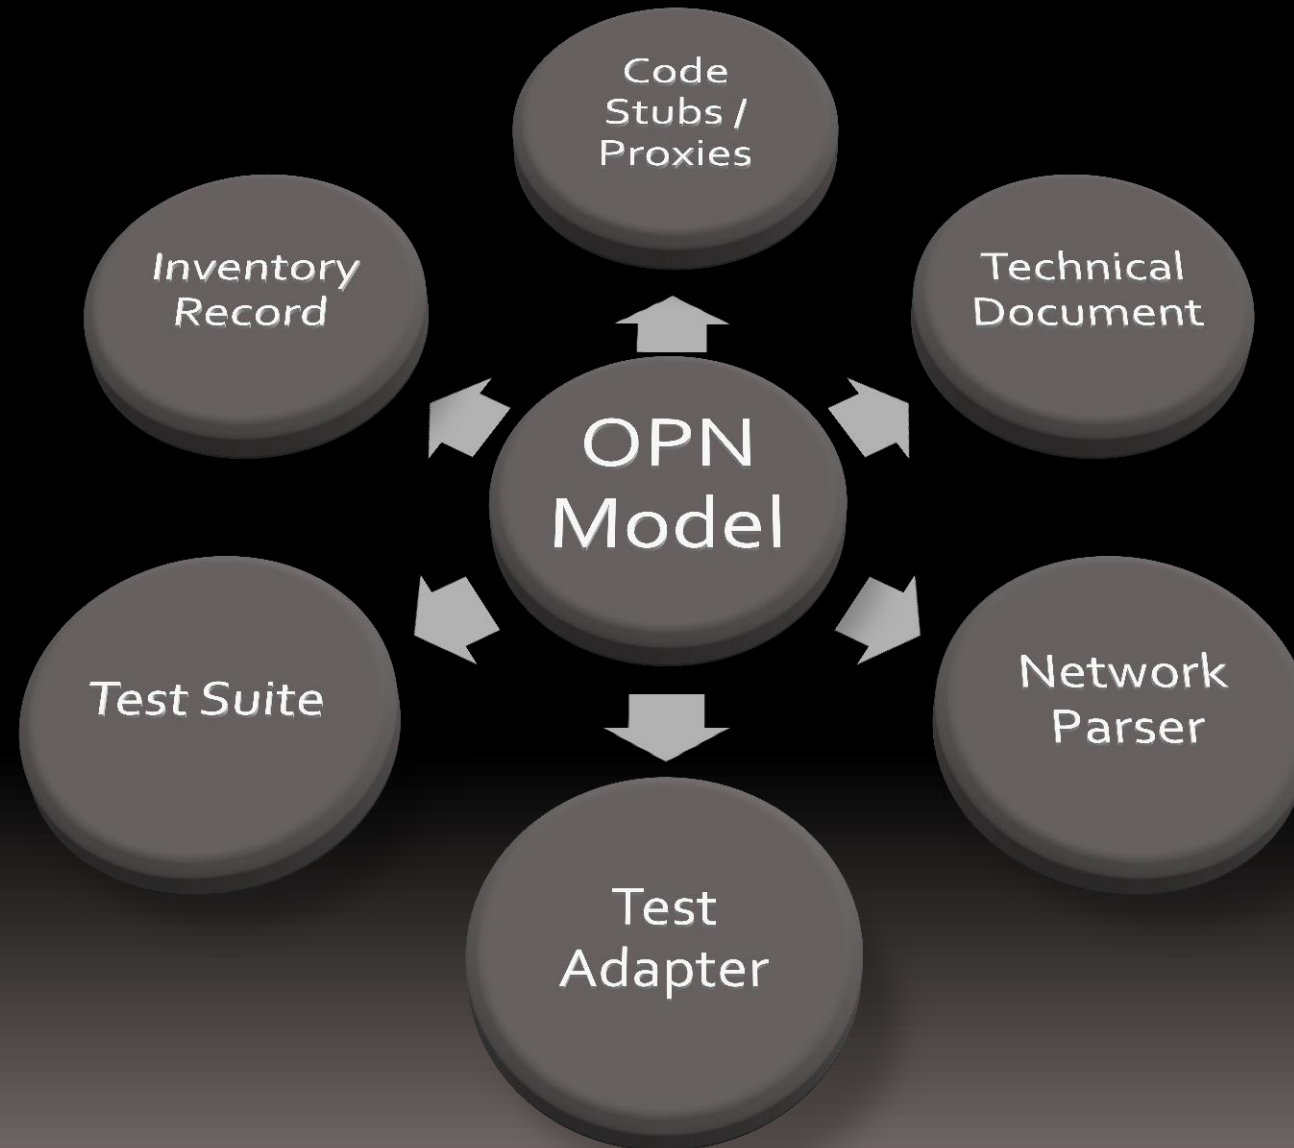 Code
Stubs /
Proxies
Inventory
Record
Technical
Document
OPN
Model
Test Suite
Network
Parser
Test
Adapter